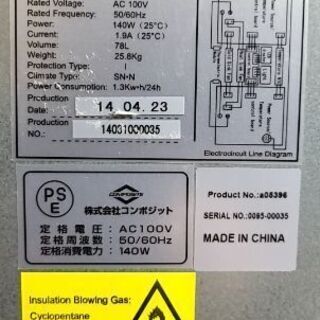 Rated Voltage: AC 100V
Rated Frequency: 50/60Hz
Power: 140W (25°C)
Current: 1.9A (25°C)
Volume: 78L
Weight: 25.8Kg
Protection Type: I
Climate Type: SN-N
Power Consumption: 1.3Kw•h/24h
Production 14.04.23
Production NO.: 14031000035
Electrocircuit Line Diagram
PSE
COMPOSITE
株式会社コンポジット
定格電圧:AC100V
定格周波数:50/60Hz
定格消費電力:140W
Product No.: a05396
SERIAL NO.: 0095-00035
MADE IN CHINA
Insulation Blowing Gas:
Cyclopentane